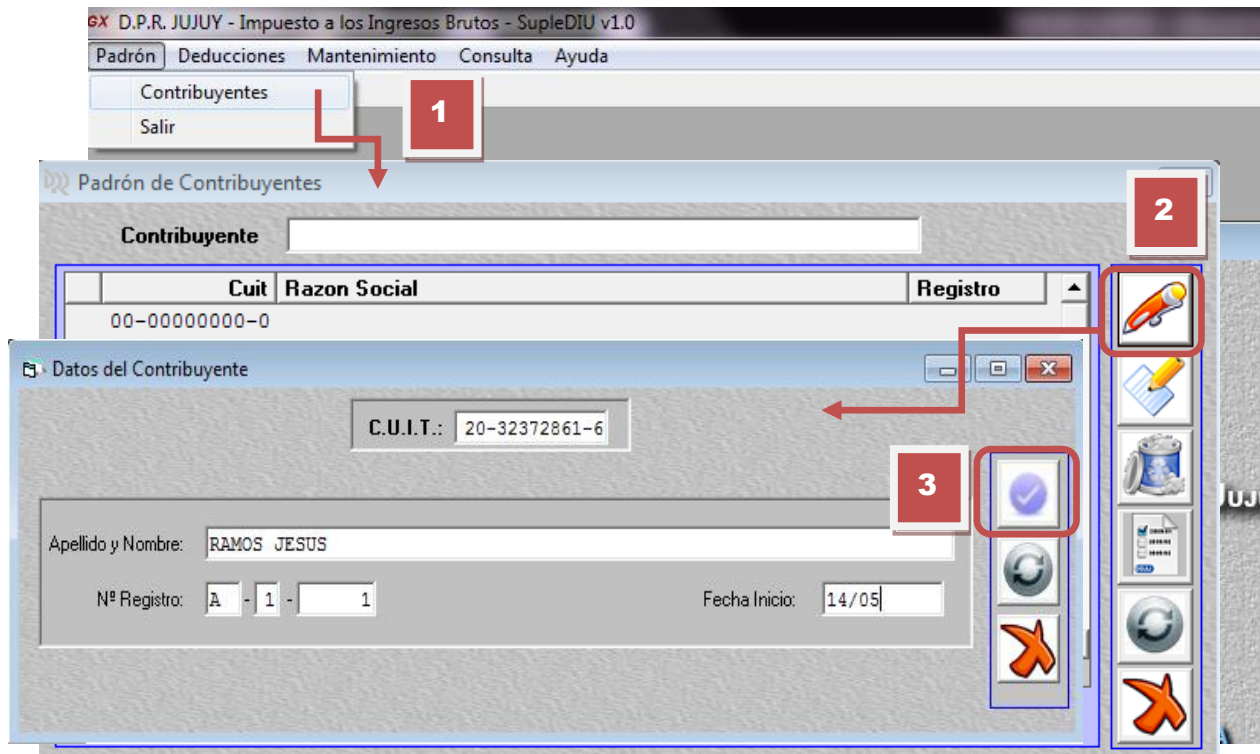 GX D.P.R. JUJUY - Impuesto a los Ingresos Brutos - SupleDIU v1.0
Padrón Deducciones Mantenimiento Consulta Ayuda
Contribuyentes
Salir
1
Padrón de Contribuyentes
2
Contribuyente
Cuit Razon Social Registro
00-00000000-0
Datos del Contribuyente
C.U.I.T.: 20-32372861-6
3
Apellido y Nombre: RAMOS JESUS
Nº Registro: A - 1 - 1 Fecha Inicio: 14/05